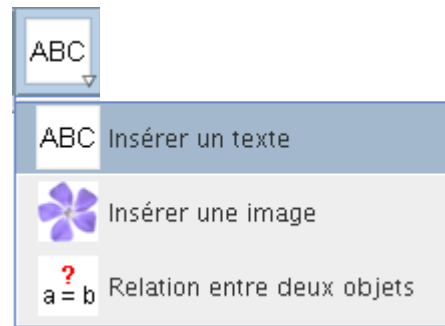 ABC
ABC Insérer un texte
Insérer une image
?
a = b Relation entre deux objets